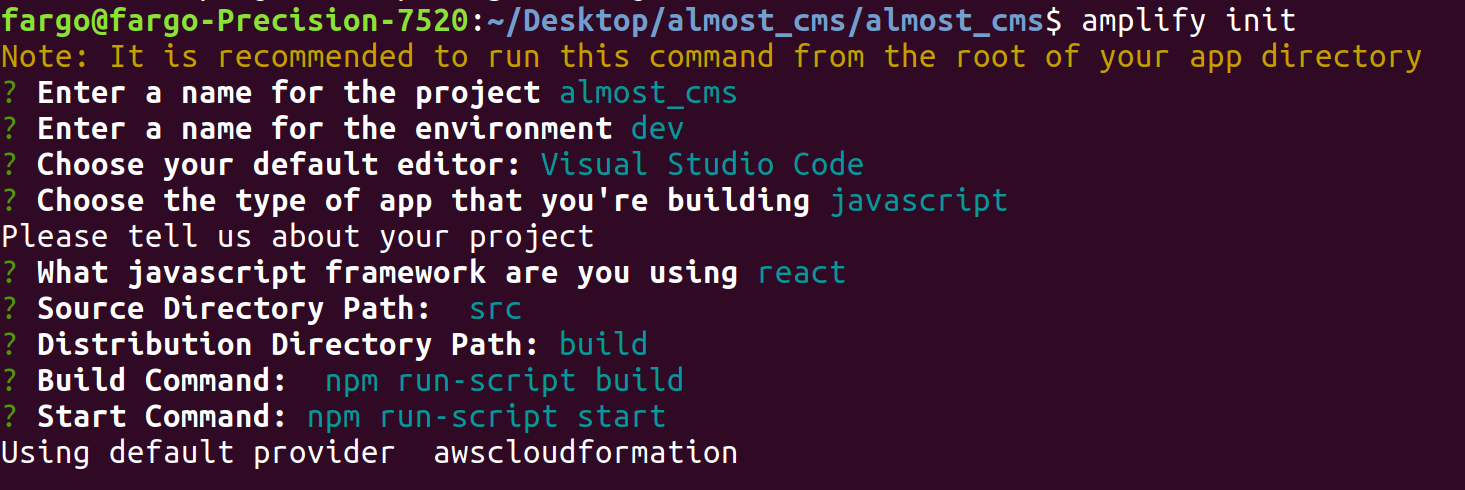 fargo@fargo-Precision-7520:~/Desktop/almost_cms/almost_cms$ amplify init
Note: It is recommended to run this command from the root of your app directory
? Enter a name for the project almost_cms
? Enter a name for the environment dev
? Choose your default editor: Visual Studio Code
? Choose the type of app that you're building javascript
Please tell us about your project
? What javascript framework are you using react
? Source Directory Path:  src
? Distribution Directory Path: build
? Build Command:  npm run-script build
? Start Command: npm run-script start
Using default provider  awscloudformation